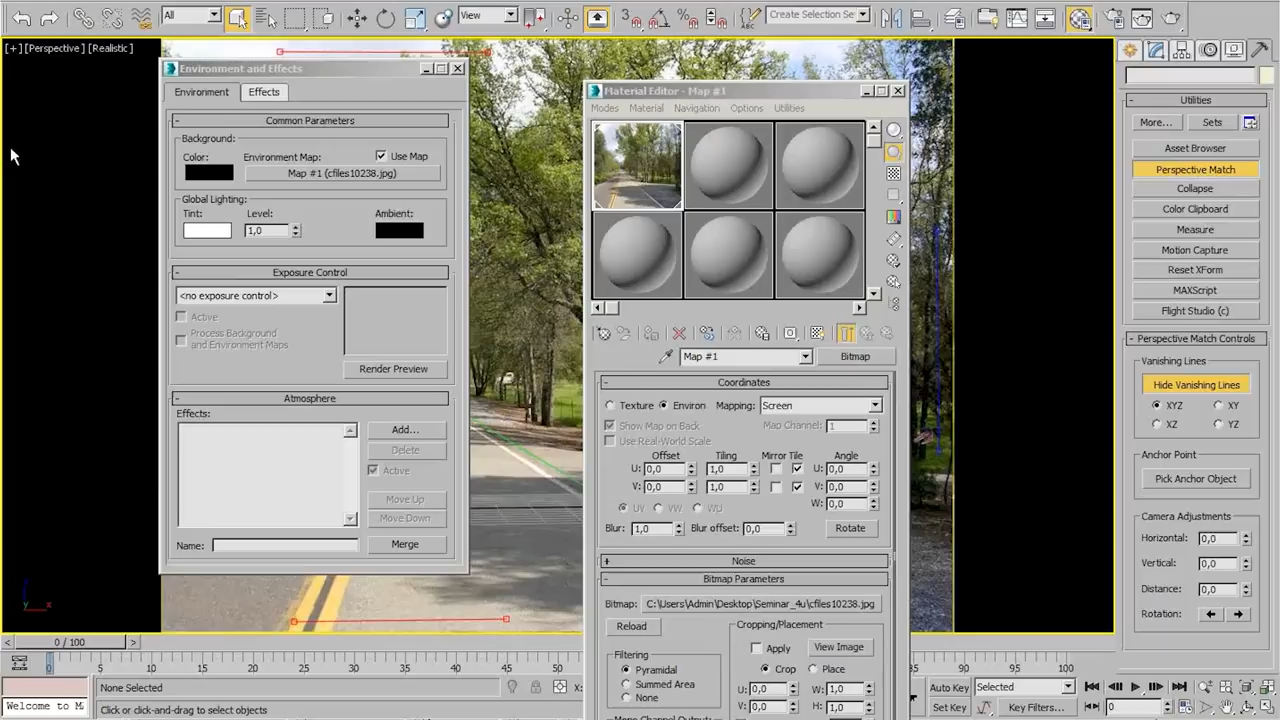 All
View
Create Selection Se
[+] [Perspective] [Realistic]
Environment and Effects
Environment
Effects
- Common Parameters
Background:
Color:
Environment Map:
Use Map
Map #1 (cfiles10238.jpg)
Global Lighting:
Tint:
Level:
Ambient:
1,0
- Exposure Control
<no exposure control>
Active
Process Background
and Environment Maps
Render Preview
- Atmosphere
Effects:
Add...
Delete
Active
Move Up
Move Down
Name:
Merge
Material Editor - Map #1
Modes Material Navigation Options Utilities
Map #1
Bitmap
- Coordinates
Texture Environ Mapping: Screen
Show Map on Back Map Channel: 1
Use Real-World Scale
Offset Tiling Mirror Tile Angle
U: 0,0 1,0 U: 0,0
V: 0,0 1,0 V: 0,0
UV VW WU W: 0,0
Blur: 1,0 Blur offset: 0,0 Rotate
+ Noise
- Bitmap Parameters
Bitmap: C:\Users\Admin\Desktop\Seminar_4u\cfiles10238.jpg
Reload
Cropping/Placement
Apply View Image
Filtering
Pyramidal
Summed Area
None
Crop Place
U: 0,0 W: 1,0
V: 0,0 H: 1,0
- Utilities
More... Sets
Asset Browser
Perspective Match
Collapse
Color Clipboard
Measure
Motion Capture
Reset XForm
MAXScript
Flight Studio (c)
- Perspective Match Controls
Vanishing Lines
Hide Vanishing Lines
XYZ XY
XZ YZ
Anchor Point
Pick Anchor Object
Camera Adjustments
Horizontal: 0,0
Vertical: 0,0
Distance: 0,0
Rotation:
< 0 / 100 >
0 5 10 15 20 25 30 35 40 45 50 85 90 95 100
None Selected
X:
Auto Key
Selected
Welcome to M
Click or click-and-drag to select objects
Set Key
Key Filters...
0